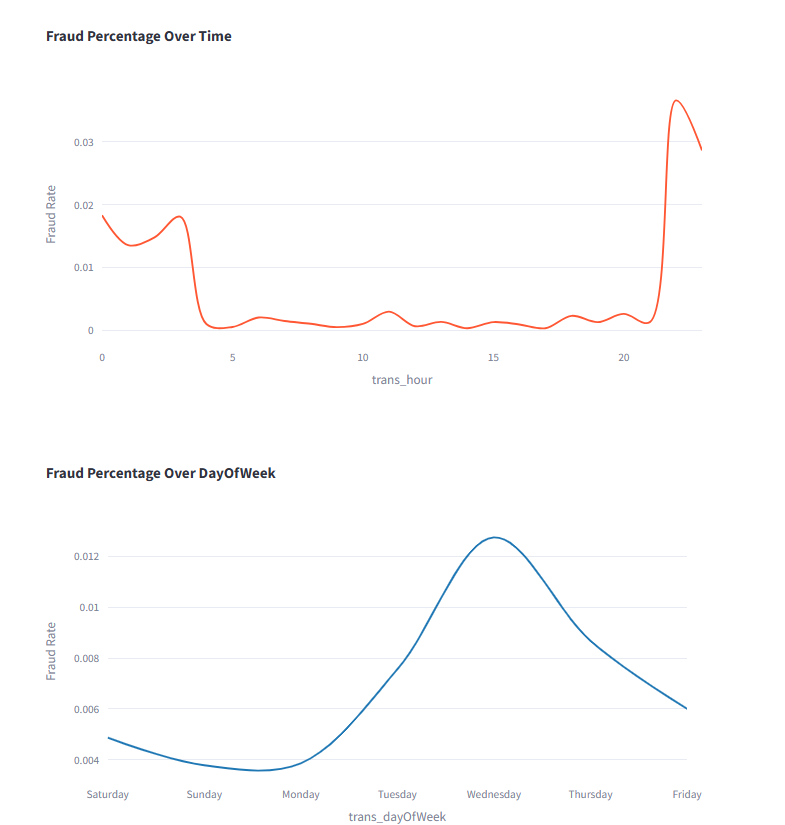 Fraud Percentage Over Time
0.03
0.02
0.01
0
Fraud Rate
0 5 10 15 20
trans_hour
Fraud Percentage Over DayOfWeek
0.012
0.01
0.008
0.006
0.004
Fraud Rate
Saturday Sunday Monday Tuesday Wednesday Thursday Friday
trans_dayOfWeek